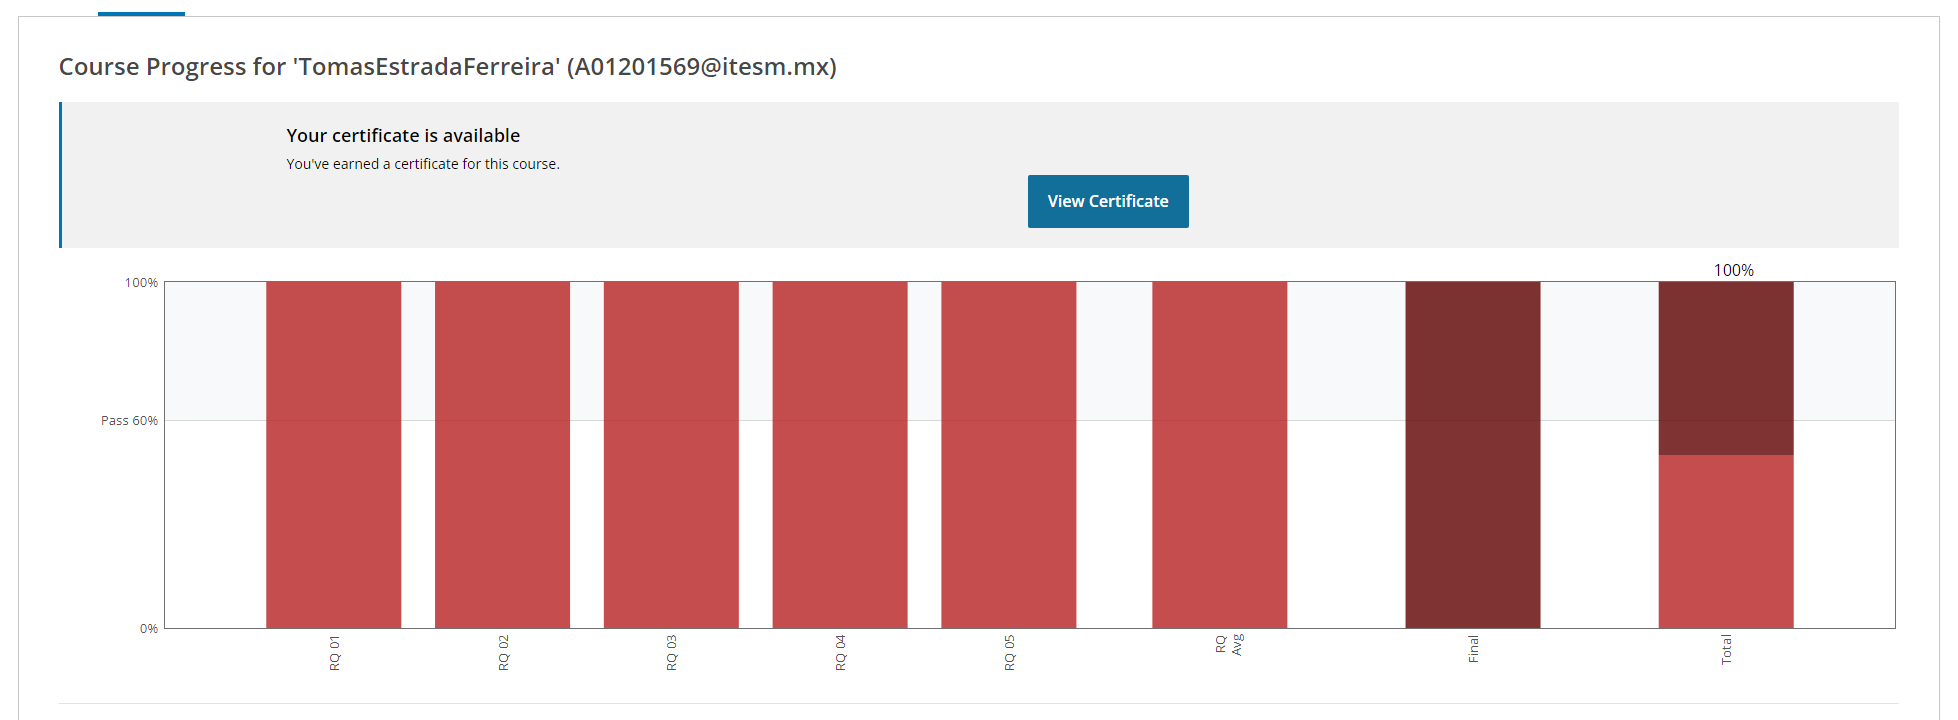 Course Progress for 'TomasEstradaFerreira' (A01201569@itesm.mx)
Your certificate is available
You've earned a certificate for this course.
View Certificate
100%
100%
Pass 60%
0%
RQ 01
RQ 02
RQ 03
RQ 04
RQ 05
RQ
Avg
Final
Total